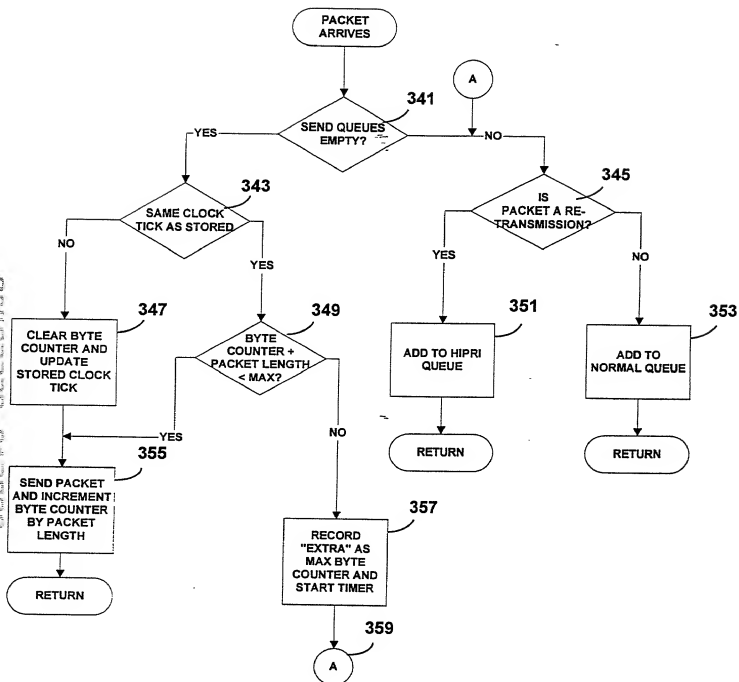 PACKET
ARRIVES
A
341
SEND QUEUES
EMPTY?
YES
NO
343
345
SAME CLOCK
TICK AS STORED
IS
PACKET A RE-
TRANSMISSION?
NO
YES
YES
NO
347
349
351
353
CLEAR BYTE
COUNTER AND
UPDATE
STORED CLOCK
TICK
BYTE
COUNTER +
PACKET LENGTH
< MAX?
ADD TO HIPRI
QUEUE
ADD TO
NORMAL QUEUE
YES
NO
RETURN
RETURN
355
SEND PACKET
AND INCREMENT
BYTE COUNTER
BY PACKET
LENGTH
357
RECORD
"EXTRA" AS
MAX BYTE
COUNTER AND
START TIMER
RETURN
359
A